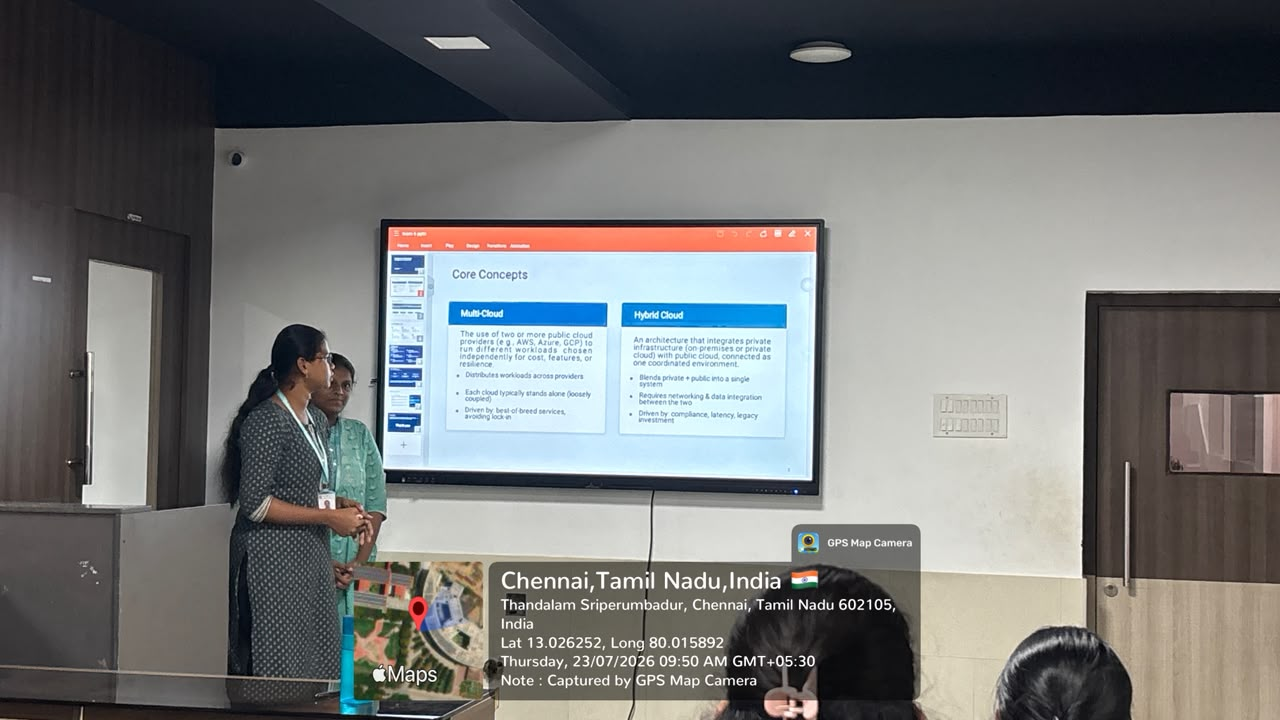 Home Insert Play Design Transitions Animation
Core Concepts
Multi-Cloud
The use of two or more public cloud
providers (e.g., AWS, Azure, GCP) to
run different workloads chosen
independently for cost, features, or
resilience.
Distributes workloads across providers
Each cloud typically stands alone (loosely
coupled)
Driven by best-of-breed services,
avoiding lock-in
Hybrid Cloud
An architecture that integrates private
infrastructure (on-premises or private
cloud) with public cloud, connected as
one coordinated environment.
Blends private + public into a single
system
Requires networking & data integration
between the two
Driven by compliance, latency, legacy
investment
GPS Map Camera
Chennai,Tamil Nadu,India
Thandalam Sriperumbadur, Chennai, Tamil Nadu 602105,
India
Lat 13.026252, Long 80.015892
Thursday, 23/07/2026 09:50 AM GMT+05:30
Note : Captured by GPS Map Camera
Maps